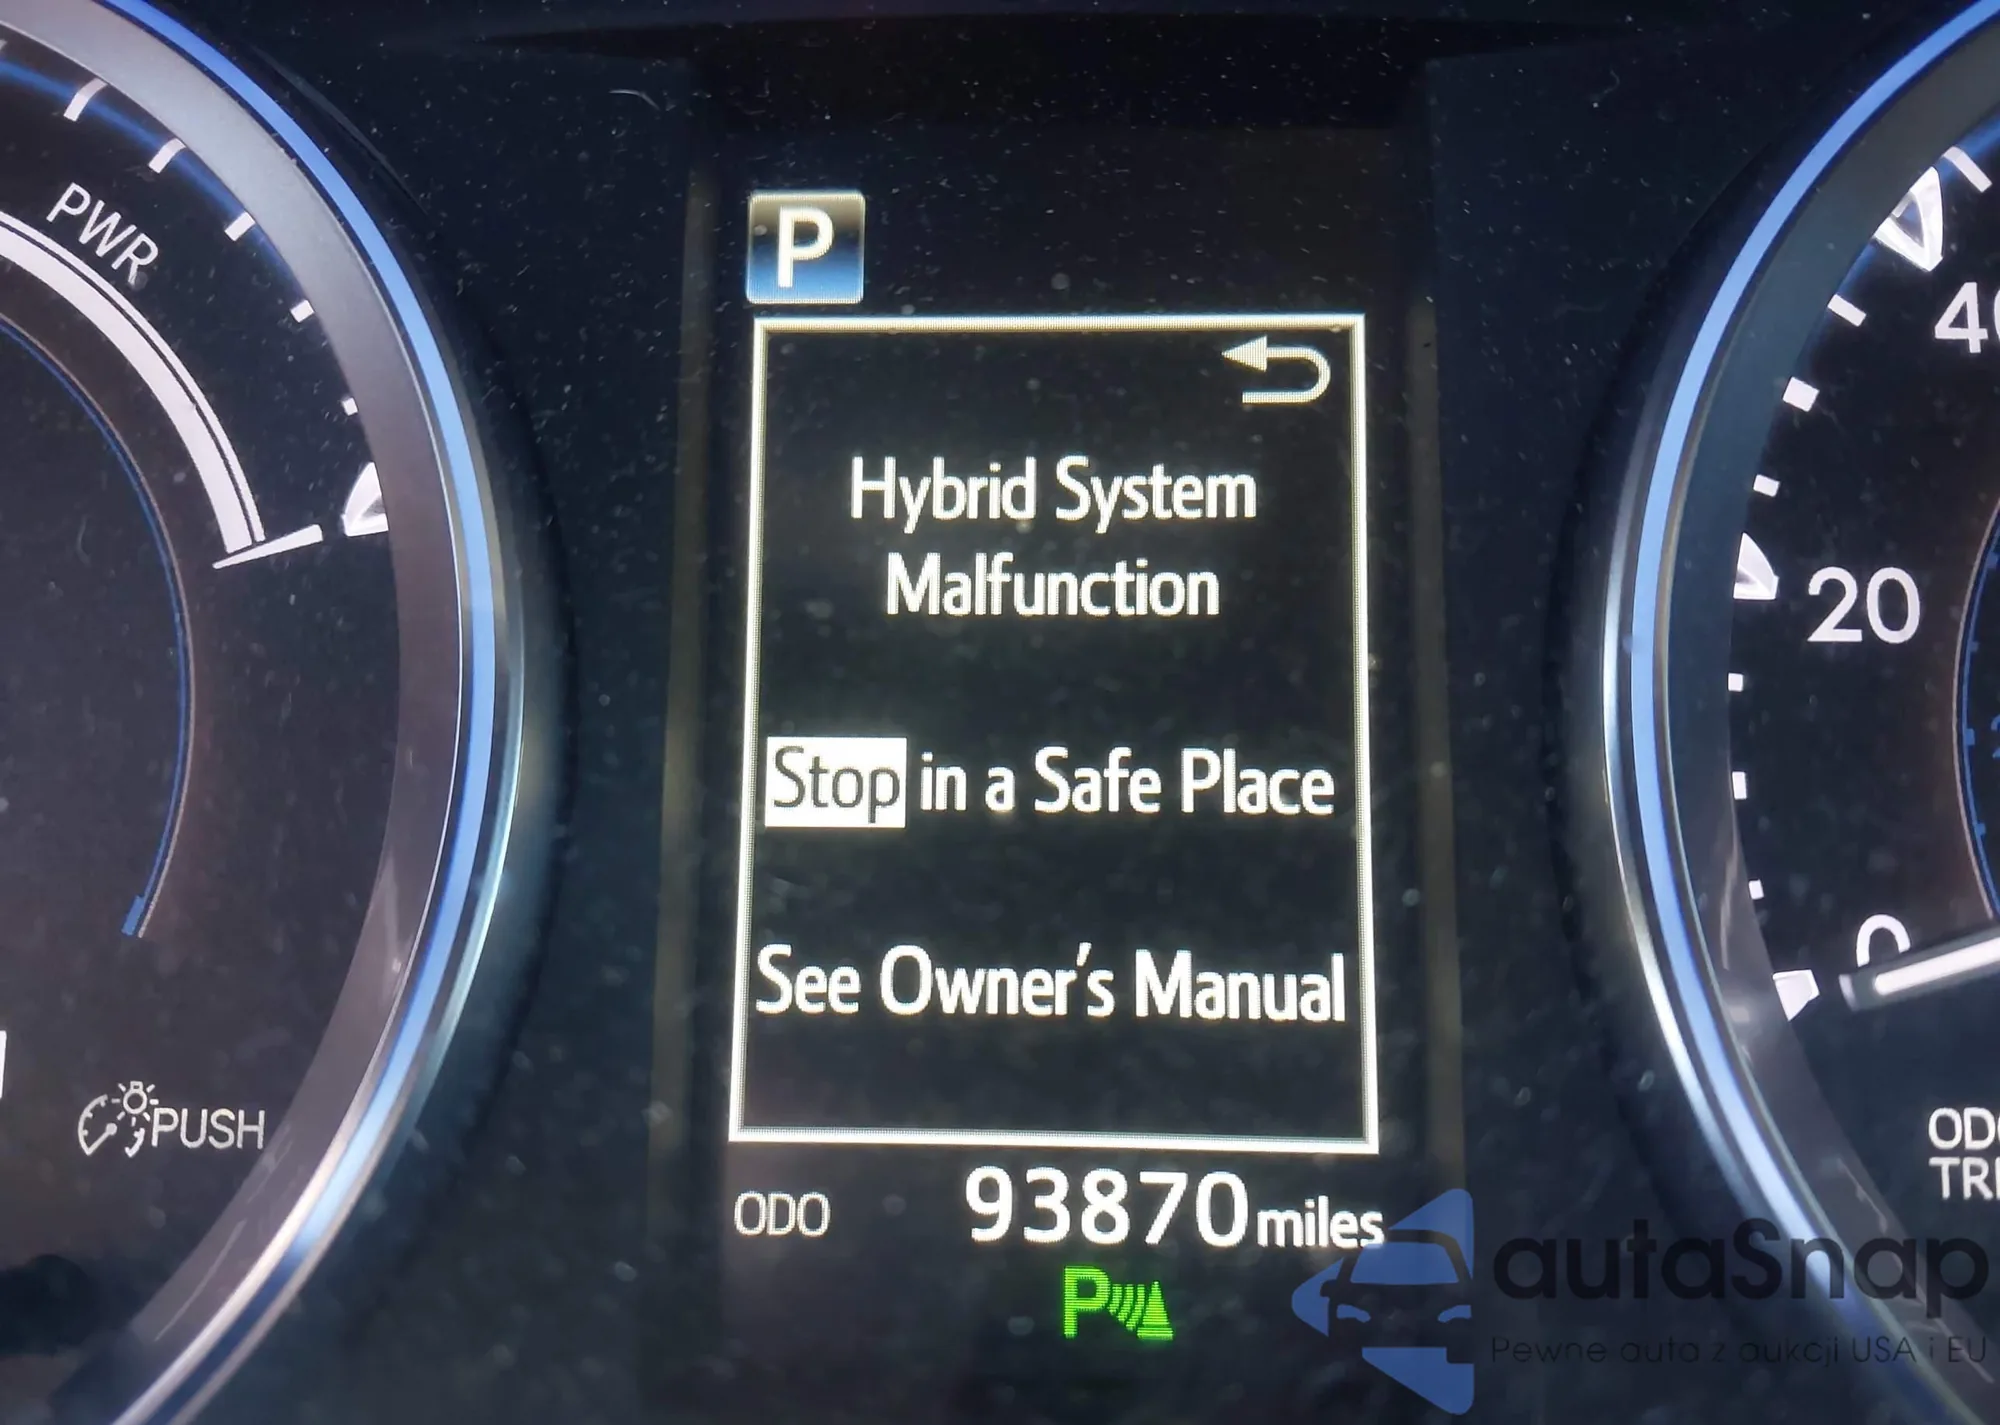 PWR
P
Hybrid System
Malfunction
Stop in a Safe Place
See Owner's Manual
ODO 93870 miles
P
PUSH
20
0
autaSnap
Pewne auta z aukcji USA i EU